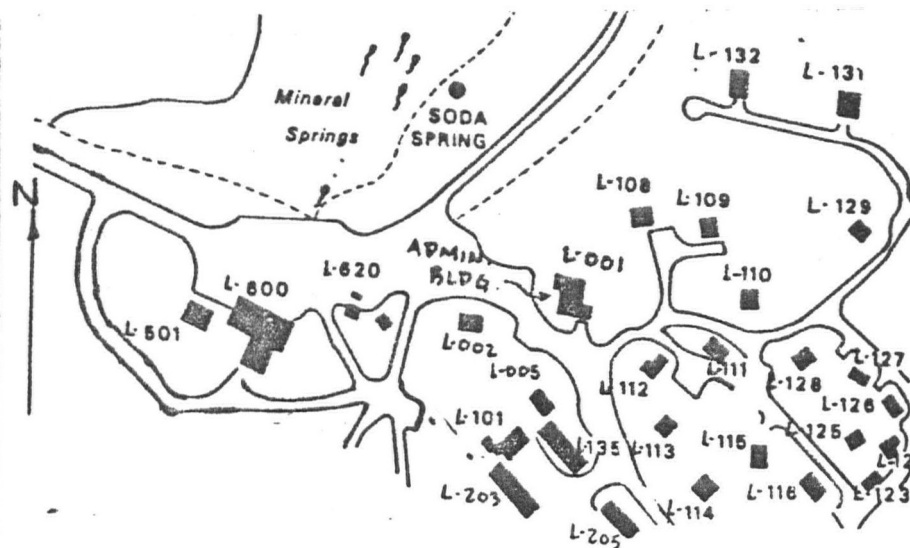 L-132
L-131
Mineral
Springs
SODA
SPRING
N
L-108
L-109
L-129
ADMIN.
BLDG.
L-001
L-110
L-620
L-600
L-501
L-002
L-005
L-111
L-112
L-128
L-127
L-126
L-101
L-135
L-113
L-115
L-125
L-203
L-205
L-114
L-116
L-123